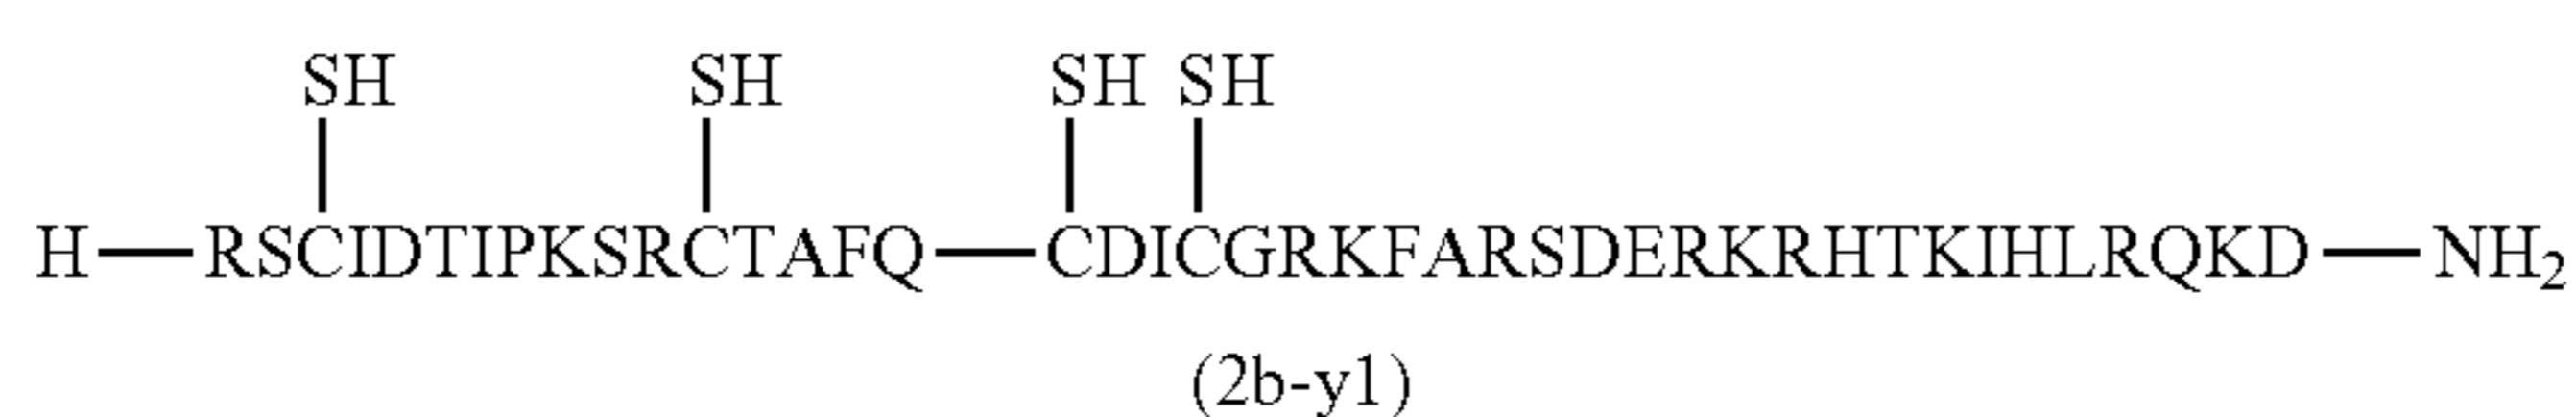 SH SH SH SH
H—RSCIDTIPKSRCTAFQ—CDICGRKFARSDERKRHTKIHLRQKD—NH₂
(2b-y1)